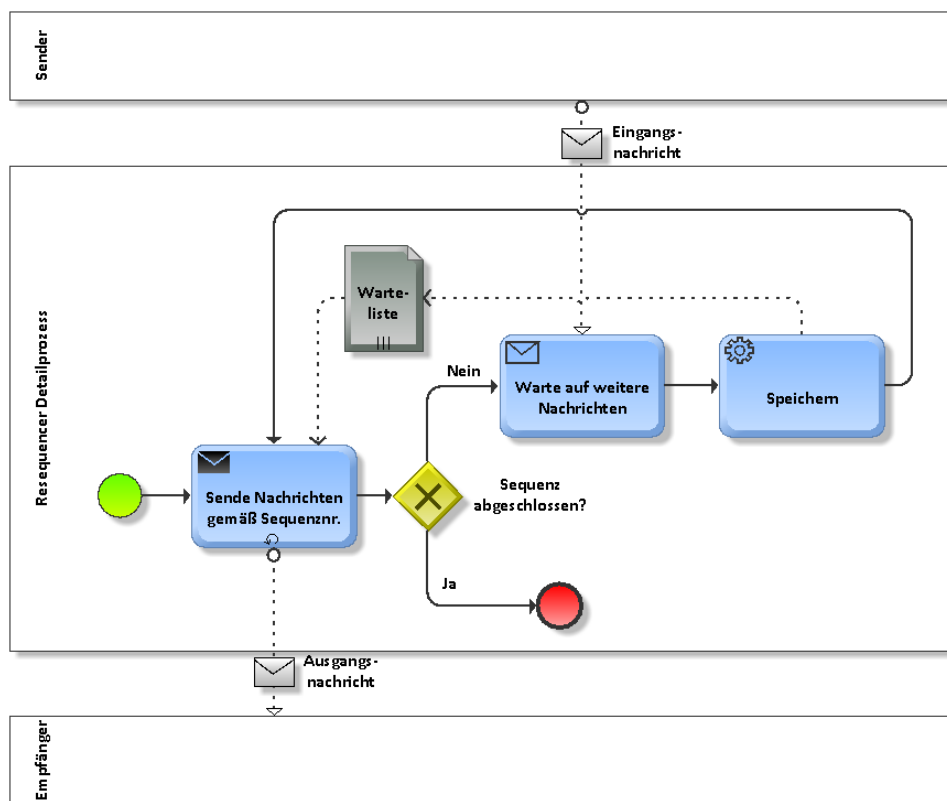 Sender
Eingangs-
nachricht
Resequencer Detailprozess
Warte-
liste
Nein
Warte auf weitere
Nachrichten
Speichern
Sende Nachrichten
gemäß Sequenznr.
Sequenz
abgeschlossen?
Ja
Ausgangs-
nachricht
Empfänger